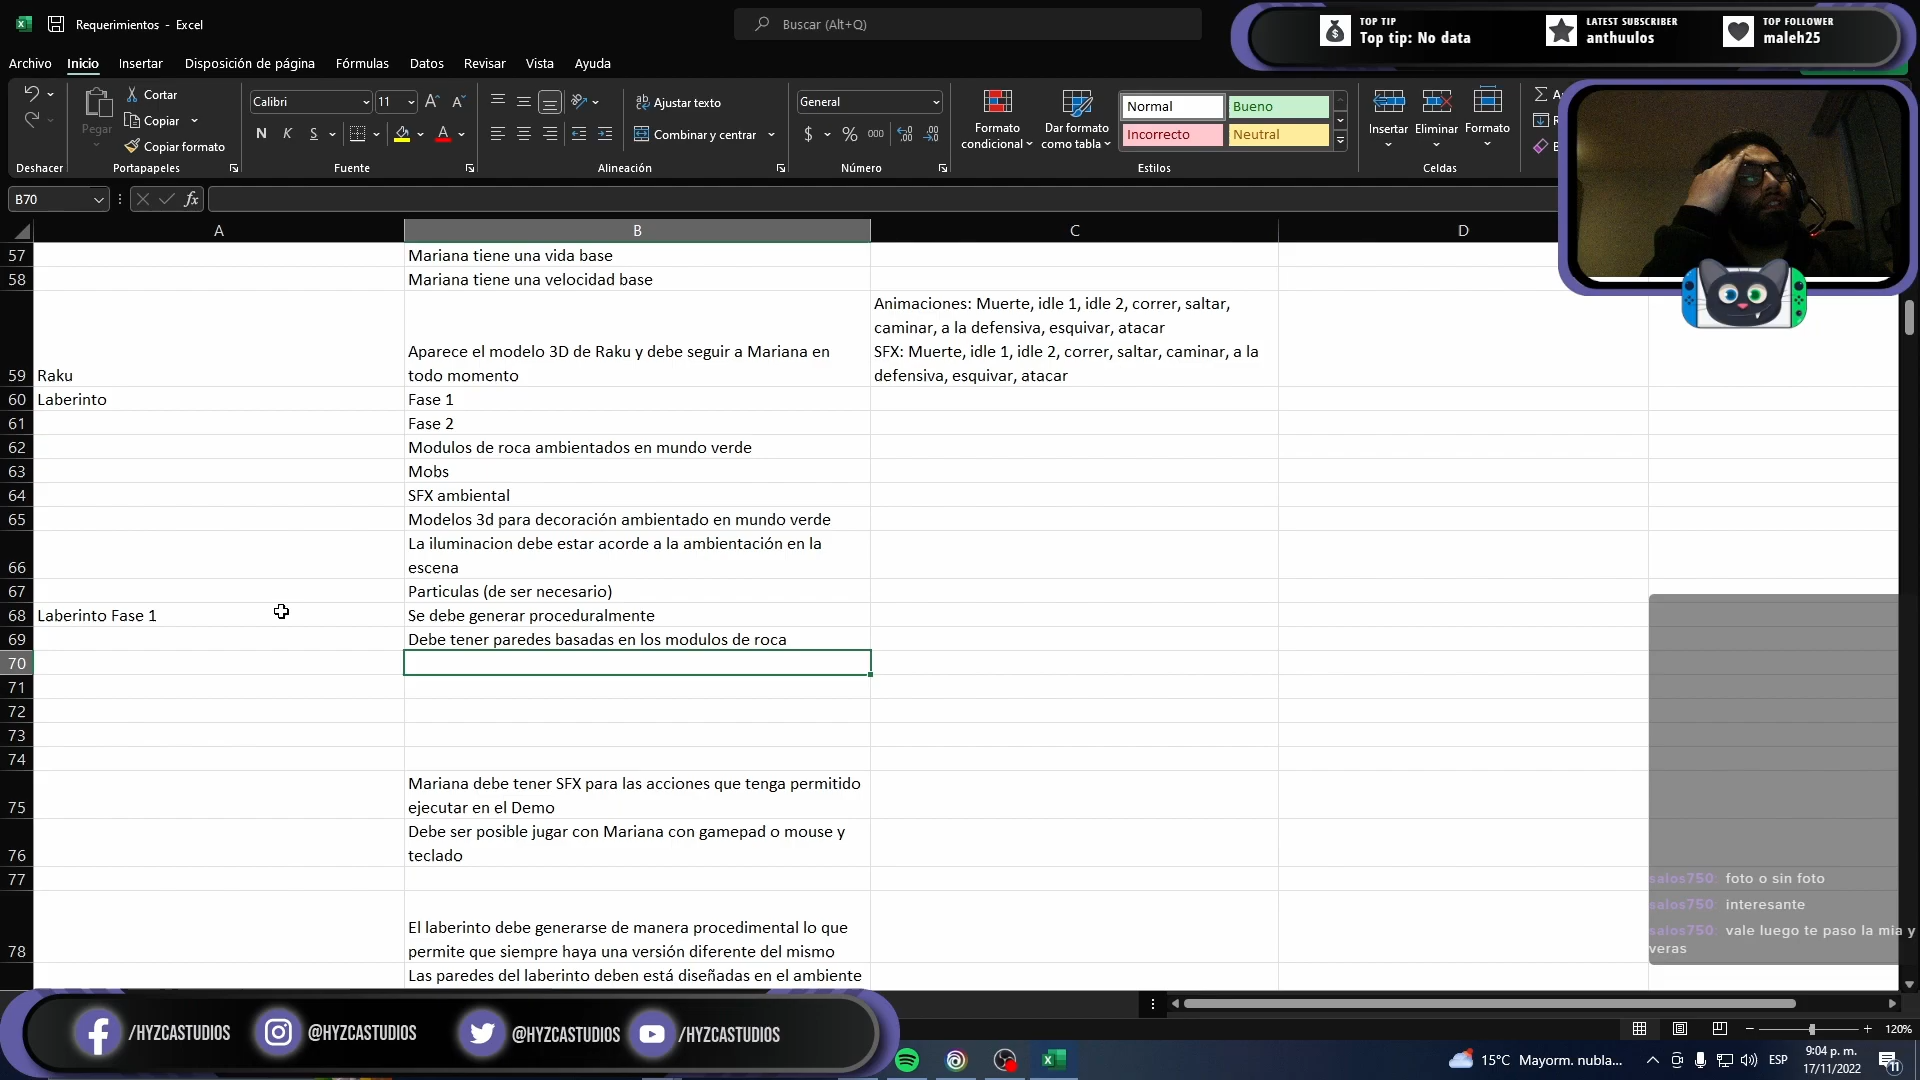 Requerimientos - Excel
Buscar (Alt+Q)
TOP TIP
Top tip: No data
LATEST SUBSCRIBER
anthuulos
TOP FOLLOWER
maleh25
Archivo Inicio Insertar Disposición de página Fórmulas Datos Revisar Vista Ayuda
Pegar
Cortar
Copiar
Copiar formato
Calibri 11
N K S
Ajustar texto
Combinar y centrar
General
$ % 000
Formato condicional
Dar formato como tabla
Normal Bueno
Incorrecto Neutral
Insertar Eliminar Formato
Deshacer Portapapeles Fuente Alineación Número Estilos Celdas
B70 fx
A B C D
57 Mariana tiene una vida base
58 Mariana tiene una velocidad base
Animaciones: Muerte, idle 1, idle 2, correr, saltar,
caminar, a la defensiva, esquivar, atacar
Aparece el modelo 3D de Raku y debe seguir a Mariana en SFX: Muerte, idle 1, idle 2, correr, saltar, caminar, a la
59 Raku todo momento defensiva, esquivar, atacar
60 Laberinto Fase 1
61 Fase 2
62 Modulos de roca ambientados en mundo verde
63 Mobs
64 SFX ambiental
65 Modelos 3d para decoración ambientado en mundo verde
La iluminacion debe estar acorde a la ambientación en la
66 escena
67 Particulas (de ser necesario)
68 Laberinto Fase 1 Se debe generar proceduralmente
69 Debe tener paredes basadas en los modulos de roca
70
71
72
73
74
Mariana debe tener SFX para las acciones que tenga permitido
75 ejecutar en el Demo
Debe ser posible jugar con Mariana con gamepad o mouse y
76 teclado
77
El laberinto debe generarse de manera procedimental lo que
78 permite que siempre haya una versión diferente del mismo
Las paredes del laberinto deben está diseñadas en el ambiente
salos750: foto o sin foto
salos750: interesante
salos750: vale luego te paso la mia y
veras
/HYZCASTUDIOS @HYZCASTUDIOS @HYZCASTUDIOS /HYZCASTUDIOS
120%
15°C Mayorm. nubla... ESP
9:04 p. m.
17/11/2022
11